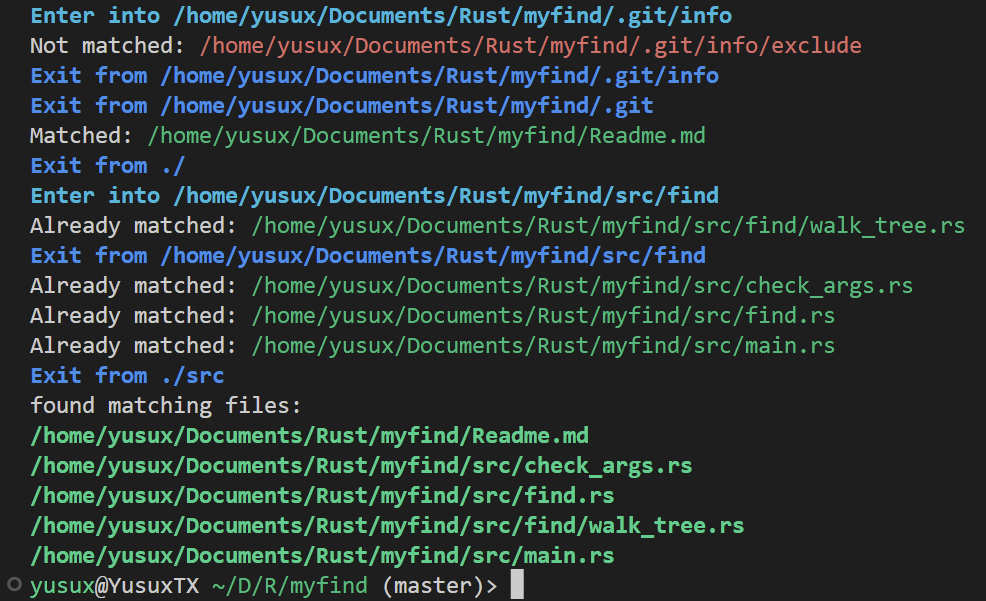 Enter into /home/yusux/Documents/Rust/myfind/.git/info
Not matched: /home/yusux/Documents/Rust/myfind/.git/info/exclude
Exit from /home/yusux/Documents/Rust/myfind/.git/info
Exit from /home/yusux/Documents/Rust/myfind/.git
Matched: /home/yusux/Documents/Rust/myfind/Readme.md
Exit from ./
Enter into /home/yusux/Documents/Rust/myfind/src/find
Already matched: /home/yusux/Documents/Rust/myfind/src/find/walk_tree.rs
Exit from /home/yusux/Documents/Rust/myfind/src/find
Already matched: /home/yusux/Documents/Rust/myfind/src/check_args.rs
Already matched: /home/yusux/Documents/Rust/myfind/src/find.rs
Already matched: /home/yusux/Documents/Rust/myfind/src/main.rs
Exit from ./src
found matching files:
/home/yusux/Documents/Rust/myfind/Readme.md
/home/yusux/Documents/Rust/myfind/src/check_args.rs
/home/yusux/Documents/Rust/myfind/src/find.rs
/home/yusux/Documents/Rust/myfind/src/find/walk_tree.rs
/home/yusux/Documents/Rust/myfind/src/main.rs
yusux@YusuxTX ~/D/R/myfind (master)>